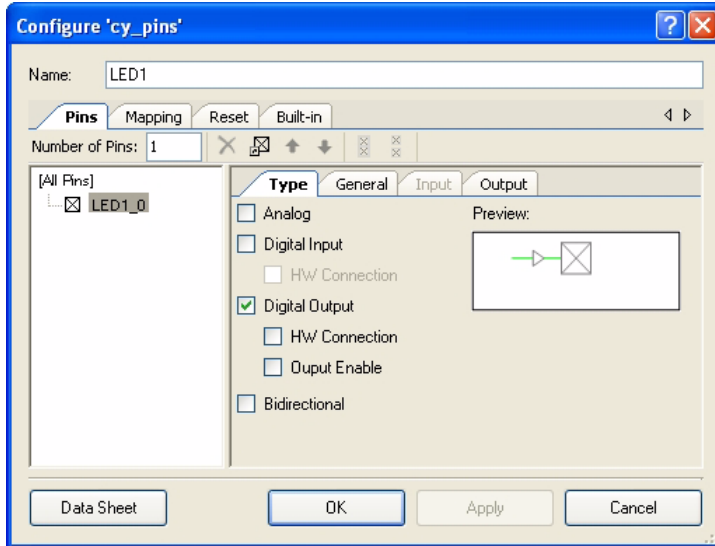 Configure 'cy_pins'
Name: LED1
Pins Mapping Reset Built-in
Number of Pins: 1
[All Pins]
LED1_0
Type General Input Output
Analog
Preview:
Digital Input
HW Connection
Digital Output
HW Connection
Ouput Enable
Bidirectional
Data Sheet OK Apply Cancel